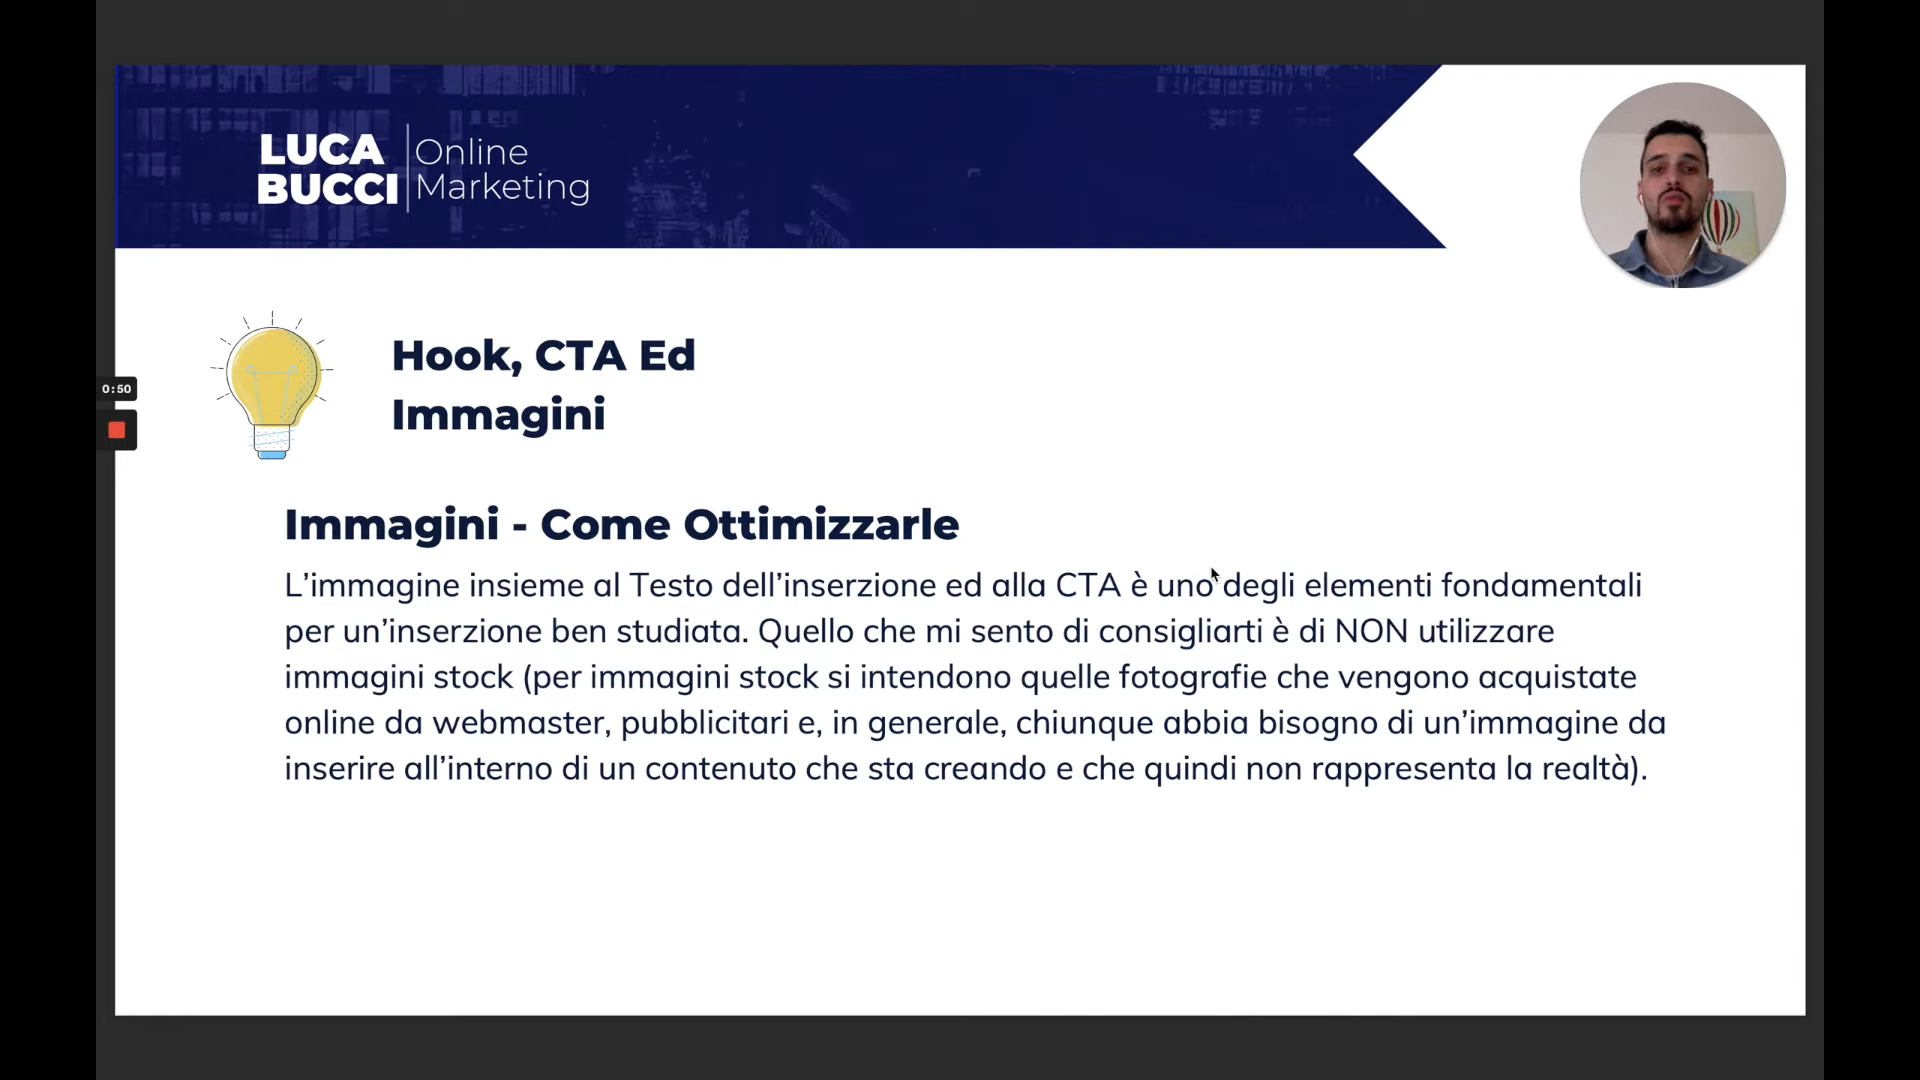 LUCA
BUCCI
Online
Marketing
0:50
Hook, CTA Ed
Immagini
Immagini - Come Ottimizzarle
L’immagine insieme al Testo dell’inserzione ed alla CTA è uno degli elementi fondamentali
per un’inserzione ben studiata. Quello che mi sento di consigliarti è di NON utilizzare
immagini stock (per immagini stock si intendono quelle fotografie che vengono acquistate
online da webmaster, pubblicitari e, in generale, chiunque abbia bisogno di un’immagine da
inserire all’interno di un contenuto che sta creando e che quindi non rappresenta la realtà).